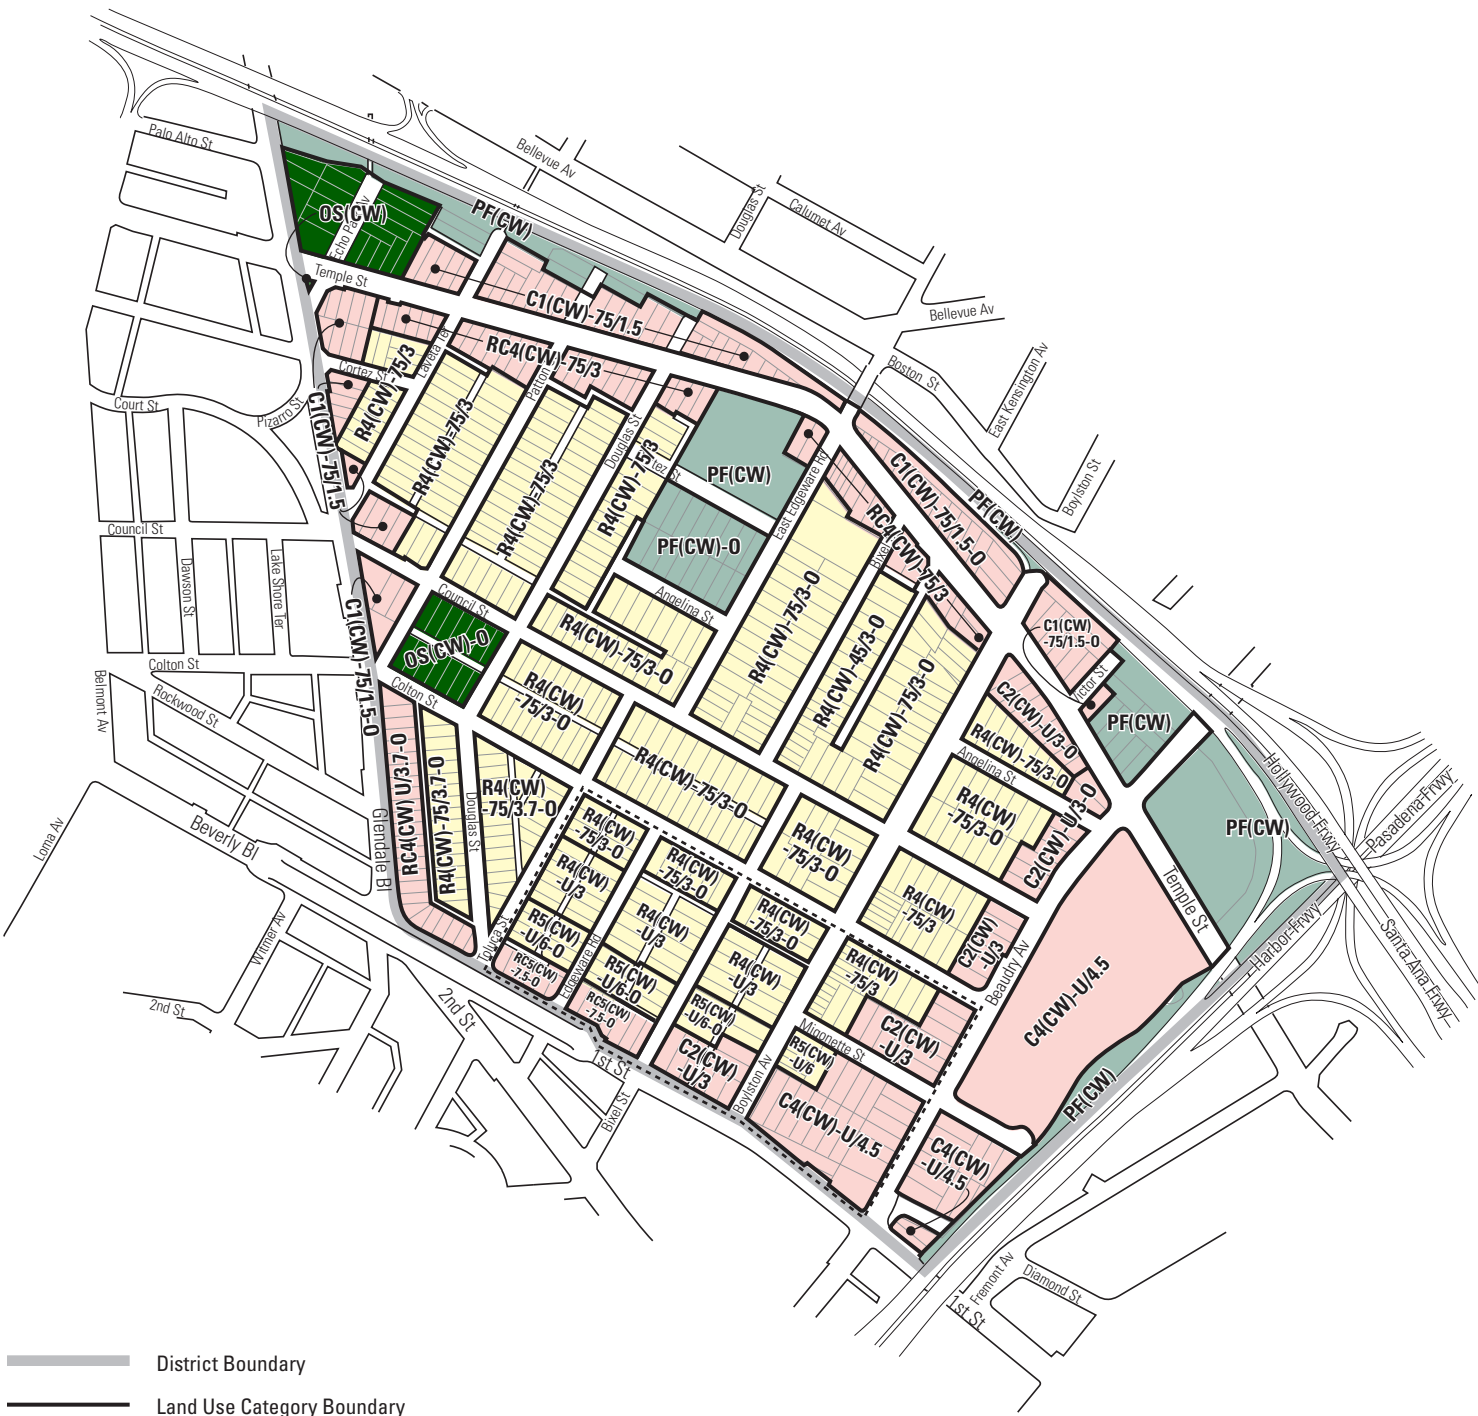 Palo Alto St
Bellevue Av
Douglas St
Calumet Av
Bellevue Av
OS(CW)
Echo Park Av
PF(CW)
Temple St
C1(CW)-75/1.5
RC4(CW)-75/3
Laveta Ter
Boston St
East Kensington Av
Boylston St
Cortez St
R4(CW)-75/3
Patton
Court St
Pizarro St
C1(CW)-75/1.5
R4(CW)=75/3
R4(CW)=75/3
Douglas St
R4(CW)-75/3
tez St
PF(CW)
PF(CW)-O
East Edgeware Rd
C1(CW)-75/1.5-O
PF(CW)
RC4(CW)-75/3
Bixel
Council St
Dawson St
Lake Shore Ter
Angelina St
Council St
OS(CW)-O
C1(CW)-75/1.5-O
R4(CW)-75/3-O
R4(CW)-75/3-O
R4(CW)-45/3-O
R4(CW)-75/3-O
C1(CW)
-75/1.5-O
Victor St
PF(CW)
Colton St
Rockwood St
Belmont Av
Colton St
R4(CW)
-75/3-O
C2(CW)-U/3-O
R4(CW)-75/3-O
Angelina St
RC4(CW) U/3.7-O
R4(CW)-75/3.7-O
Douglas St
R4(CW)
-75/3.7-O
R4(CW)-75/3-O
R4(CW)
-75/3-O
R4(CW)
-75/3-O
C2(CW)-U/3-O
PF(CW)
Hollywood Frwy
Pasadena Frwy
Loma Av
Beverly Bl
Glendale Bl
R4(CW)
-75/3-O
R4(CW)
-75/3-O
R4(CW)
-75/3-O
R4(CW)
-75/3
C2(CW)
-U/3
Temple St
R4(CW)
-U/3
R4(CW)
-U/3
R4(CW)
-U/3
R4(CW)
-75/3
Beaudry Av
Harbor Frwy
Santa Ana Frwy
Witmer Av
Toluca St
R5(CW)
-U/6-O
R5(CW)
-U/6-O
R5(CW)
-U/6-O
RC5(CW)
-7.5-O
Edgeware Rd
RC5(CW)
-7.5-O
C2(CW)
-U/3
C2(CW)
-U/3
Miqnette St
R5(CW)
-U/6
C4(CW)-U/4.5
2nd St
2nd St
1st St
Bixel St
Boylston Av
C4(CW)-U/4.5
C4(CW)
-U/4.5
PF(CW)
Fremont Av
Diamond St
1st St
District Boundary
Land Use Category Boundary